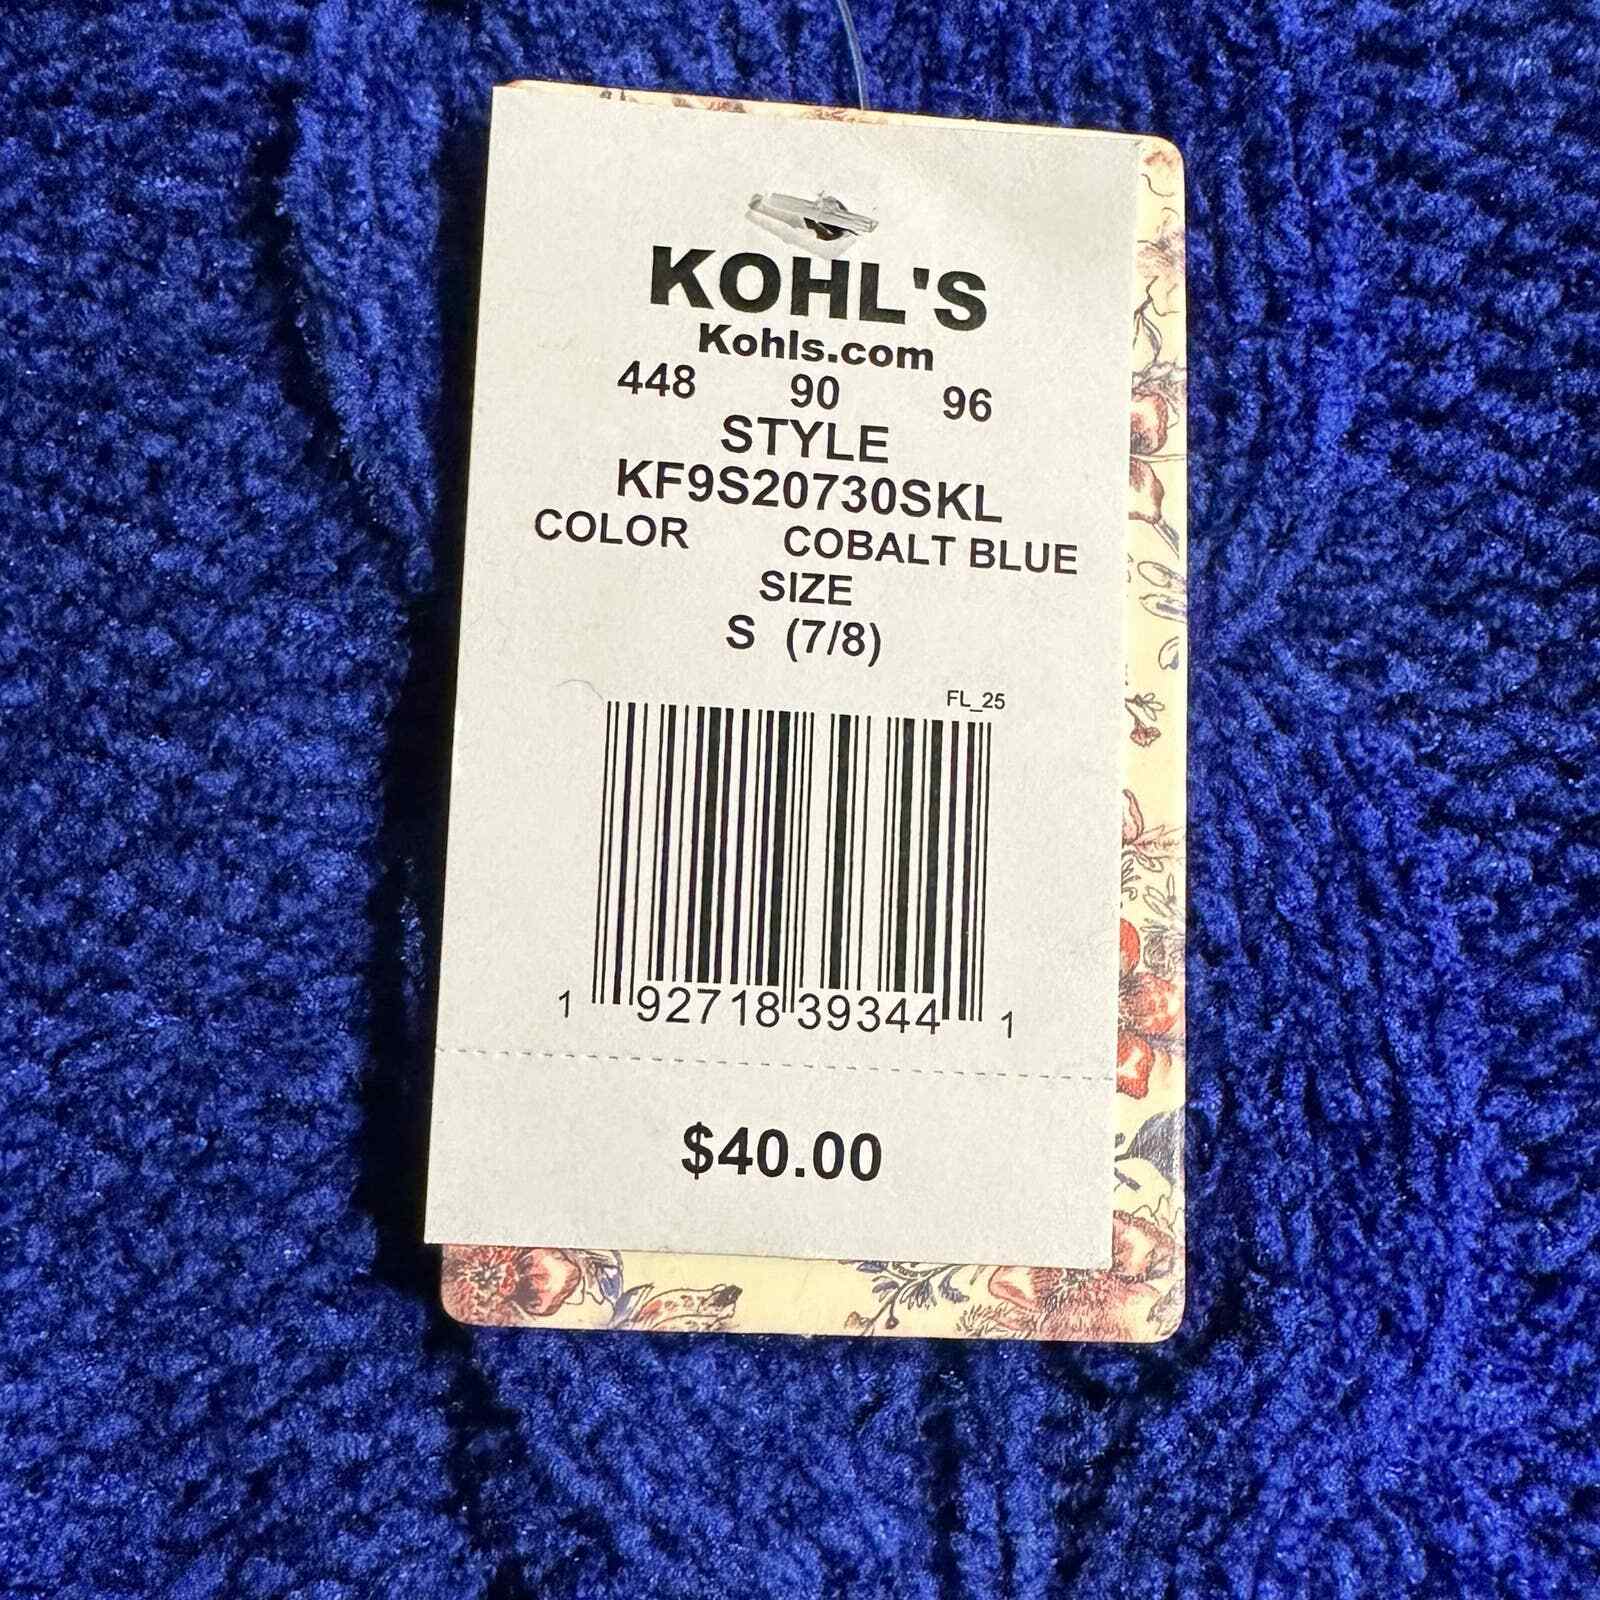 KOHL'S
Kohls.com
448 90 96
STYLE
KF9S20730SKL
COLOR COBALT BLUE
SIZE
S (7/8)
FL_25
1 92718 39344 1
$40.00